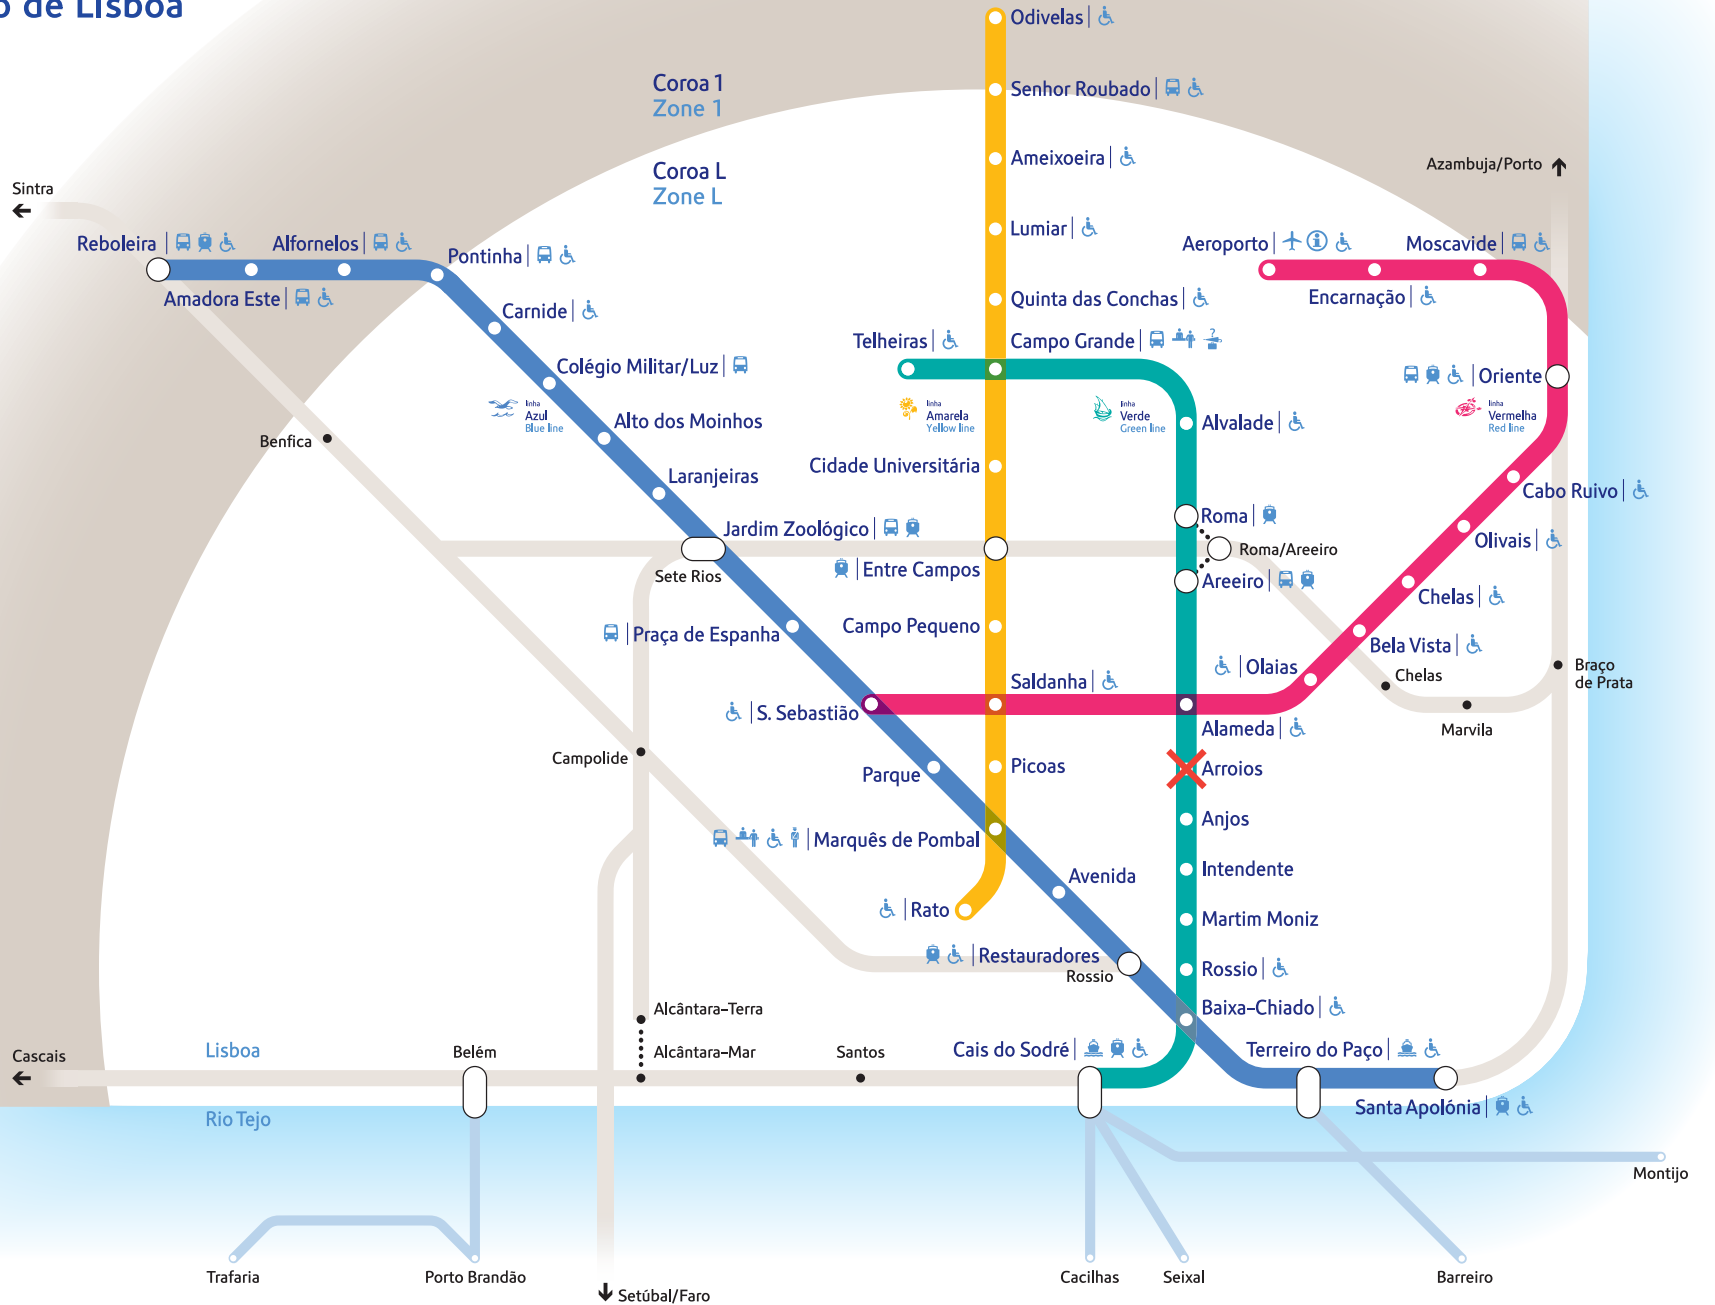 o de Lisboa
Odivelas
Coroa 1
Zone 1
Senhor Roubado
Ameixoeira
Coroa L
Zone L
Azambuja/Porto
Sintra
Lumiar
Reboleira
Alfornelos
Pontinha
Aeroporto
Moscavide
Amadora Este
Quinta das Conchas
Encarnação
Carnide
Telheiras
Campo Grande
Colégio Militar/Luz
Oriente
linha
Azul
Blue line
linha
Amarela
Yellow line
linha
Verde
Green line
linha
Vermelha
Red line
Alto dos Moinhos
Alvalade
Benfica
Cidade Universitária
Laranjeiras
Cabo Ruivo
Jardim Zoológico
Roma
Olivais
Roma/Areeiro
Sete Rios
Entre Campos
Areeiro
Chelas
Praça de Espanha
Campo Pequeno
Bela Vista
Olaias
Chelas
Braço
de Prata
Saldanha
S. Sebastião
Alameda
Marvila
Campolide
Parque
Picoas
Arroios
Anjos
Marquês de Pombal
Intendente
Avenida
Rato
Martim Moniz
Restauradores
Rossio
Rossio
Baixa-Chiado
Alcântara-Terra
Lisboa
Belém
Alcântara-Mar
Santos
Cais do Sodré
Terreiro do Paço
Cascais
Santa Apolónia
Rio Tejo
Montijo
Trafaria
Porto Brandão
Cacilhas
Seixal
Barreiro
Setúbal/Faro